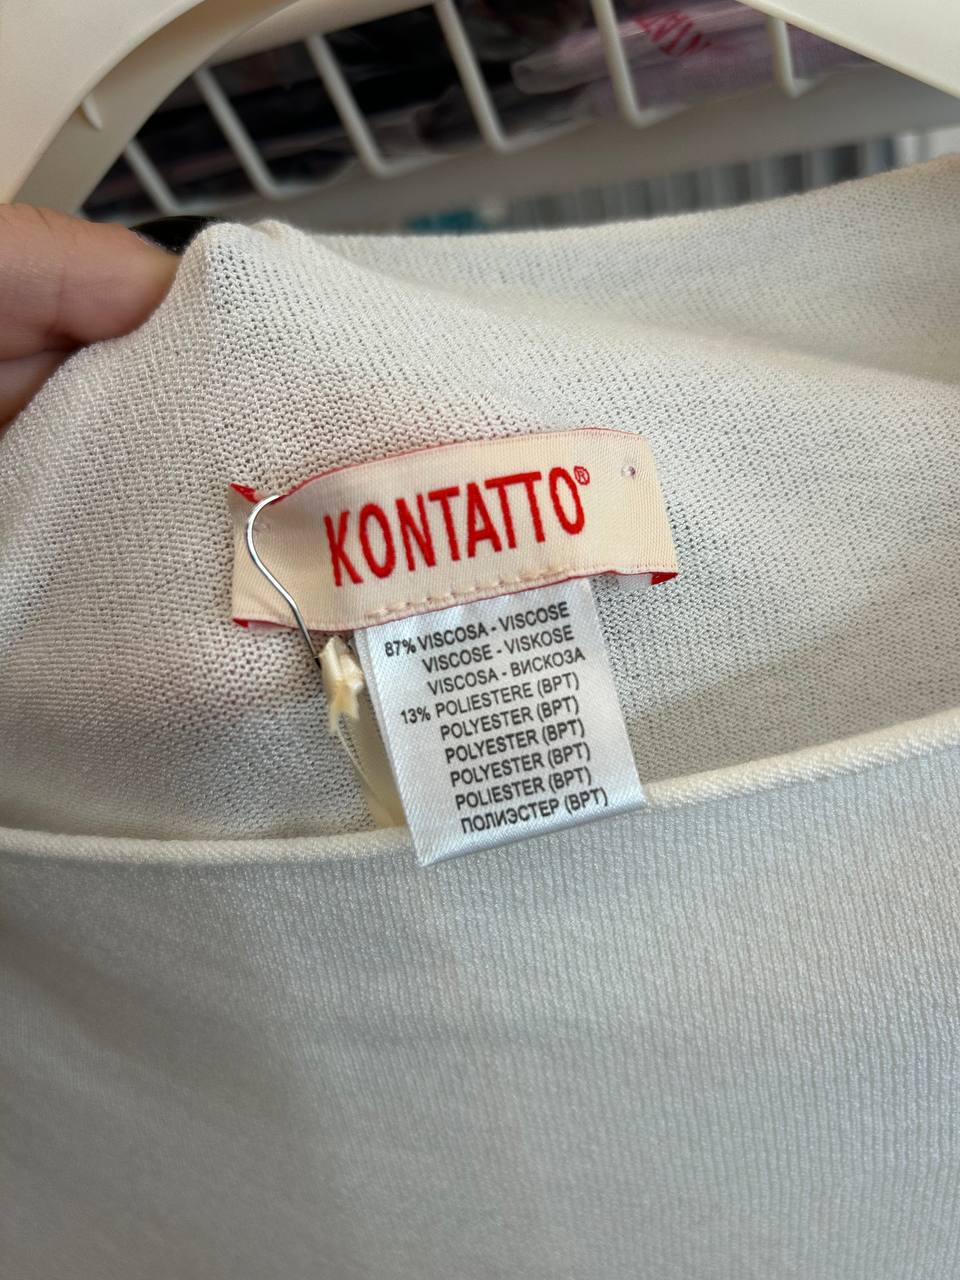 KONTATTO®
87% VISCOSA - VISCOSE
VISCOSE - VISKOSE
VISCOSA - ВИСКОЗА
13% POLIESTERE (BPT)
POLYESTER (BPT)
POLYESTER (BPT)
POLYESTER (BPT)
POLIESTER (BPT)
ПОЛИЭСТЕР (BPT)